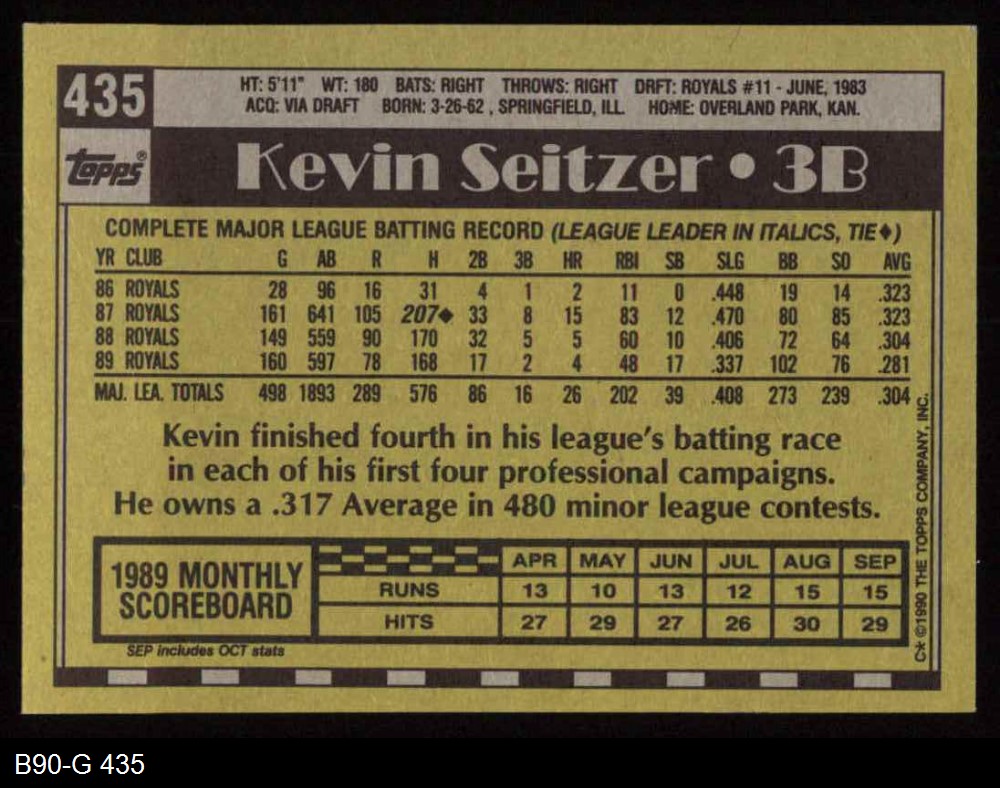 435
HT: 5'11" WT: 180 BATS: RIGHT THROWS: RIGHT DRFT: ROYALS #11 - JUNE, 1983
ACQ: VIA DRAFT BORN: 3-26-62 , SPRINGFIELD, ILL. HOME: OVERLAND PARK, KAN.
topps®
Kevin Seitzer • 3B
COMPLETE MAJOR LEAGUE BATTING RECORD (LEAGUE LEADER IN ITALICS, TIE♦)
YR CLUB G AB R H 2B 3B HR RBI SB SLG BB SO AVG
86 ROYALS 28 96 16 31 4 1 2 11 0 .448 19 14 .323
87 ROYALS 161 641 105 207♦ 33 8 15 83 12 .470 80 85 .323
88 ROYALS 149 559 90 170 32 5 5 60 10 .406 72 64 .304
89 ROYALS 160 597 78 168 17 2 4 48 17 .337 102 76 .281
MAJ. LEA. TOTALS 498 1893 289 576 86 16 26 202 39 .408 273 239 .304
Kevin finished fourth in his league's batting race
in each of his first four professional campaigns.
He owns a .317 Average in 480 minor league contests.
1989 MONTHLY
SCOREBOARD
APR MAY JUN JUL AUG SEP
RUNS 13 10 13 12 15 15
HITS 27 29 27 26 30 29
SEP includes OCT stats
C* ©1990 THE TOPPS COMPANY, INC.
B90-G 435